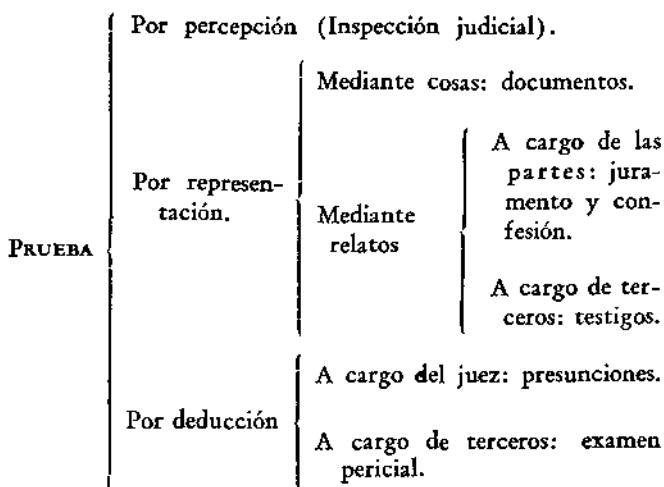 Por percepción (Inspección judicial).
Mediante cosas: documentos.
Por represen-
tación.
Mediante
relatos
A cargo de las
partes: jura-
mento y con-
fesión.
A cargo de ter-
ceros: testigos.
PRUEBA
Por deducción
A cargo del juez: presunciones.
A cargo de terceros: examen
pericial.